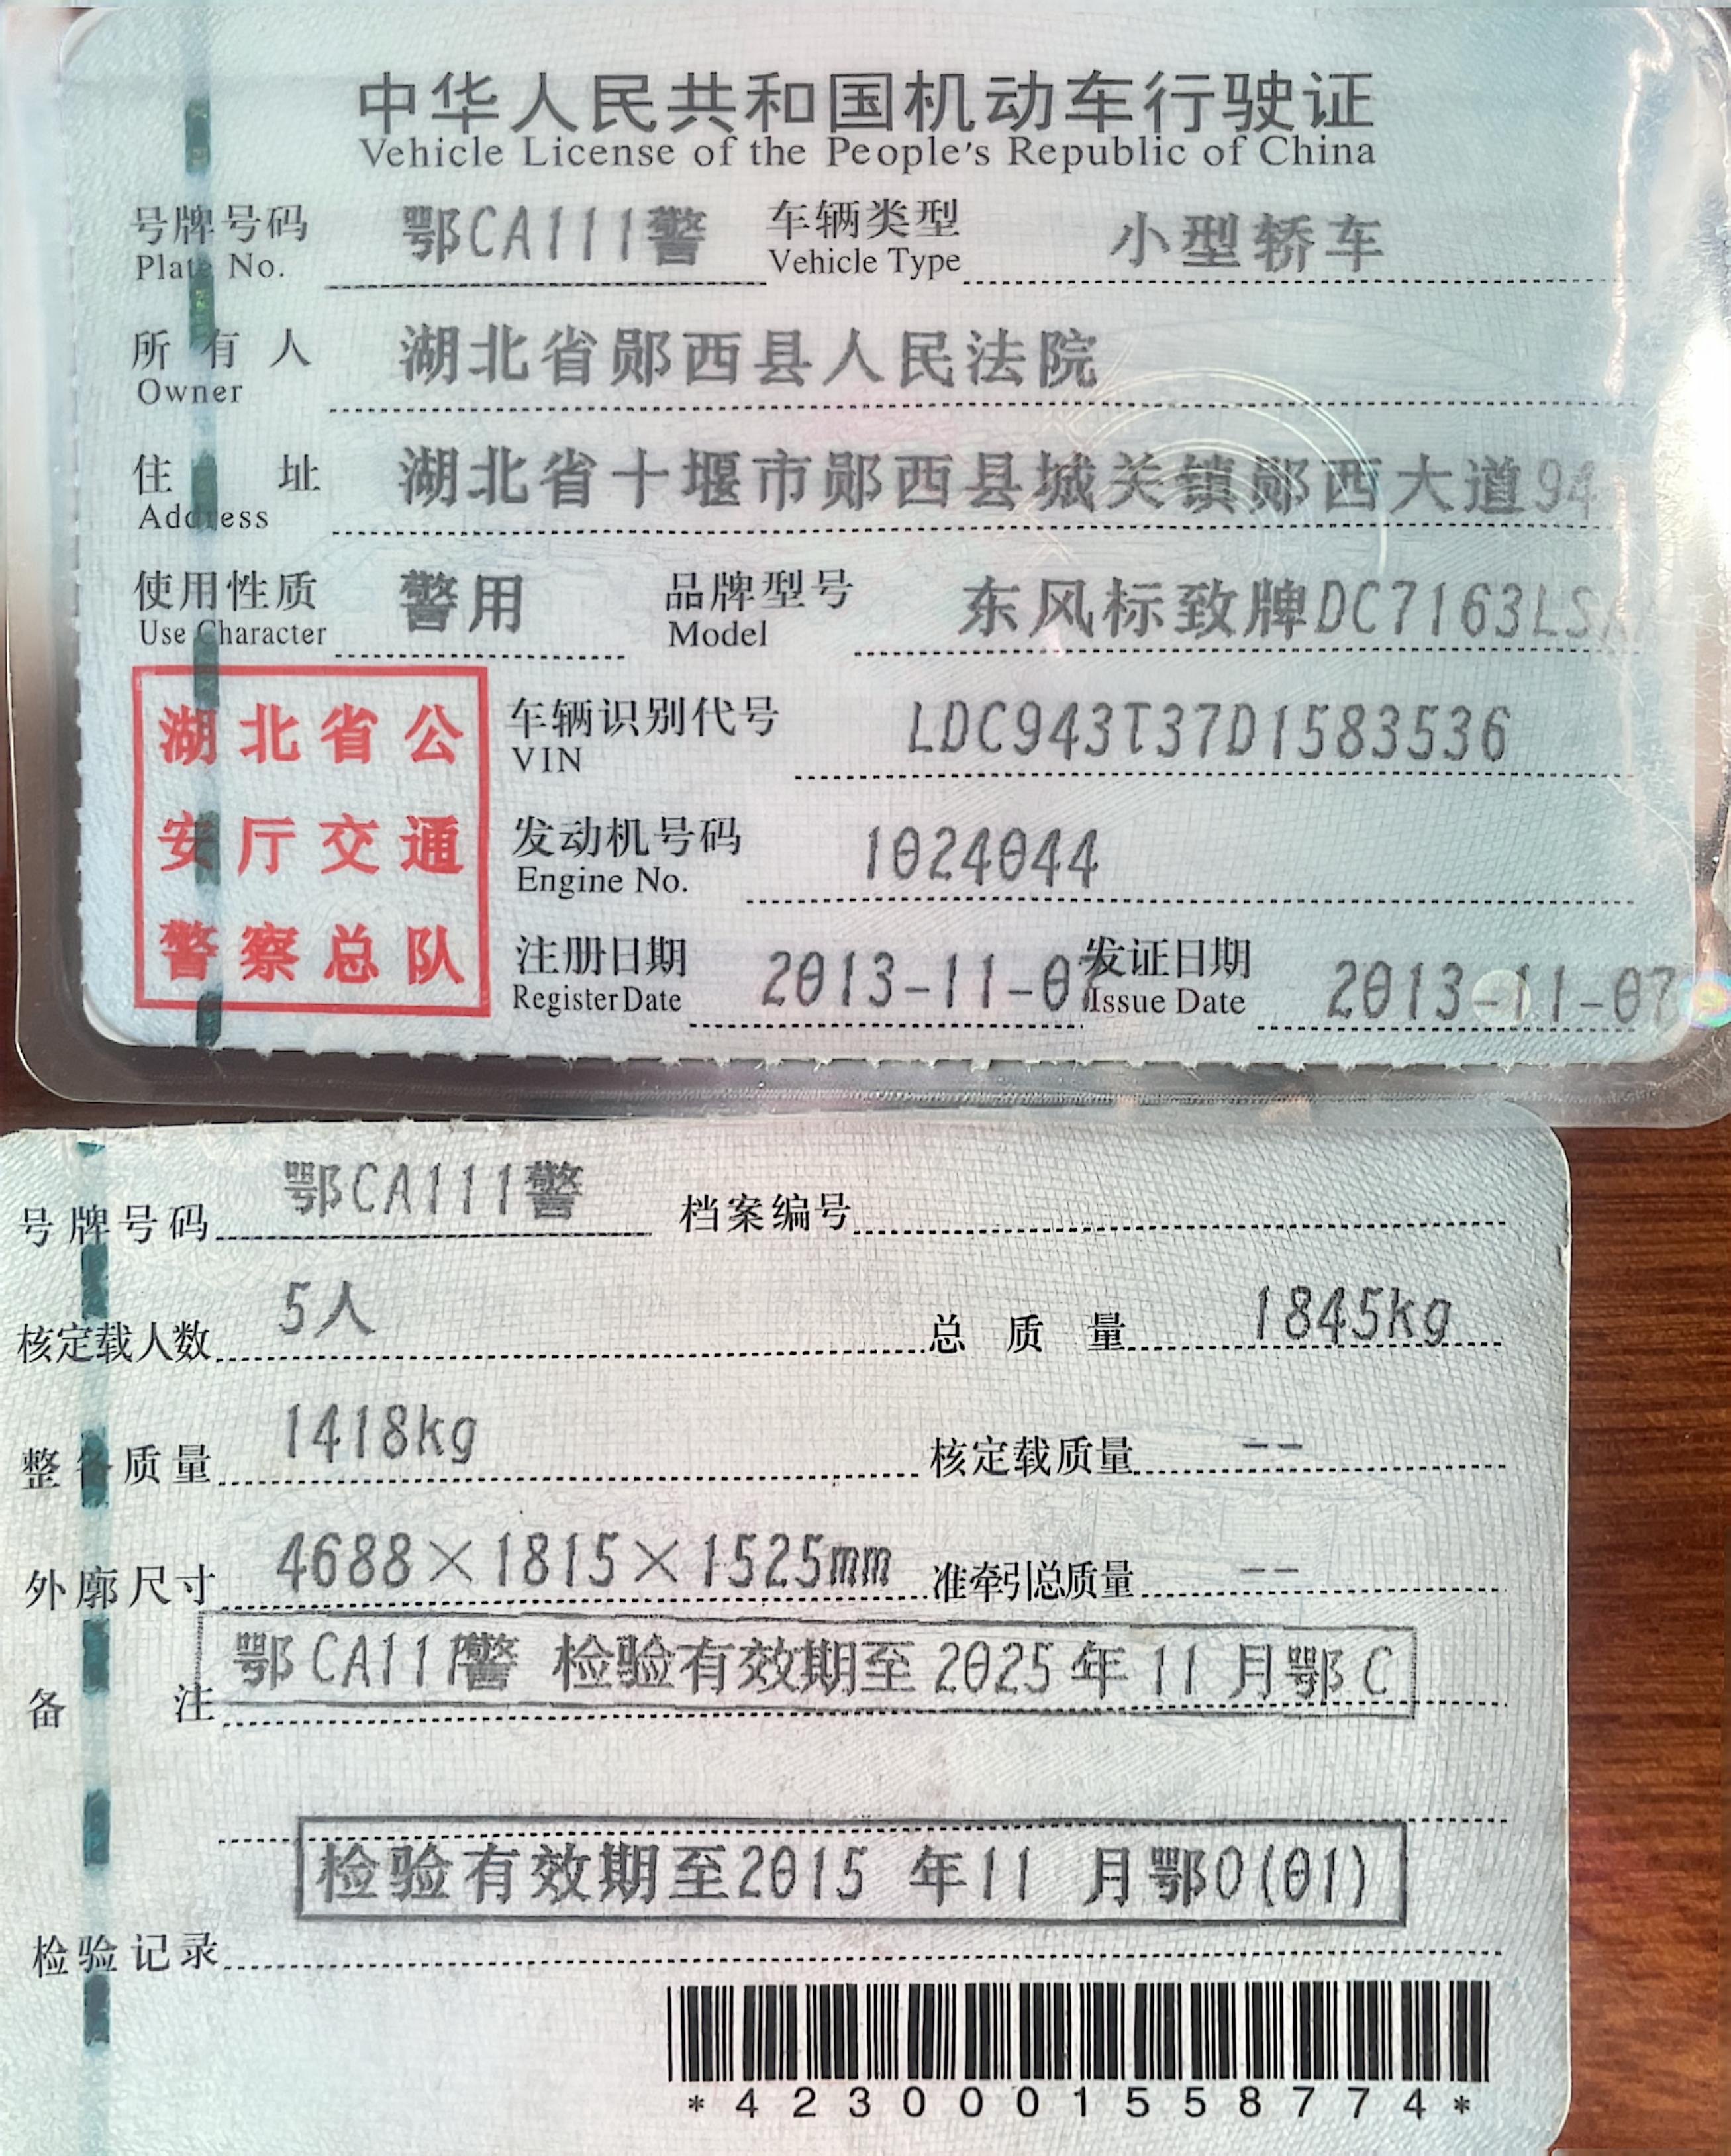 中华人民共和国机动车行驶证
Vehicle License of the People's Republic of China
号牌号码 鄂CA111警 车辆类型 小型轿车
Plate No. Vehicle Type
所有人 湖北省郧西县人民法院
Owner
住址 湖北省十堰市郧西县城关镇郧西大道94
Address
使用性质 警用 品牌型号 东风标致牌DC7163LS
Use Character Model
湖北省公
安厅交通
警察总队
车辆识别代号 LDC943T37D1583536
VIN
发动机号码 1024044
Engine No.
注册日期 2013-11-07 发证日期 2013-11-07
Register Date Issue Date
号牌号码 鄂CA111警 档案编号
核定载人数 5人 总质量 1845kg
整备质量 1418kg 核定载质量 --
外廓尺寸 4688×1815×1525mm 准牵引总质量 --
备注 鄂CA111警 检验有效期至2025年11月鄂C
检验有效期至2015年11月鄂O(01)
检验记录
*4230001558774*